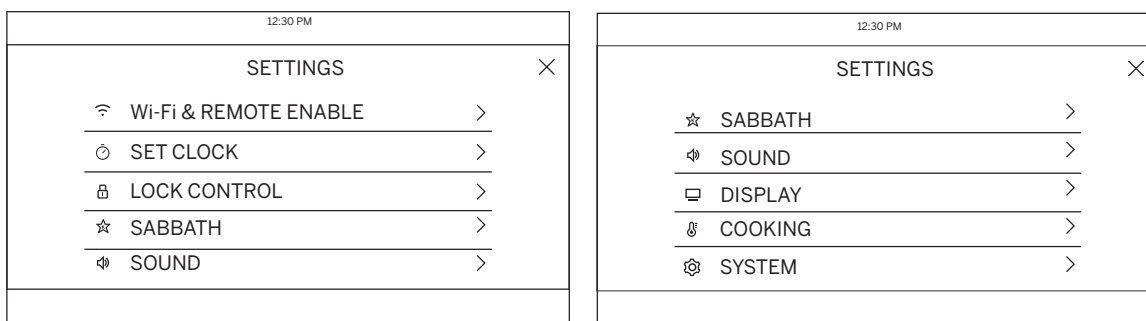 12:30 PM
SETTINGS
Wi-Fi & REMOTE ENABLE
SET CLOCK
LOCK CONTROL
SABBATH
SOUND
12:30 PM
SETTINGS
SABBATH
SOUND
DISPLAY
COOKING
SYSTEM